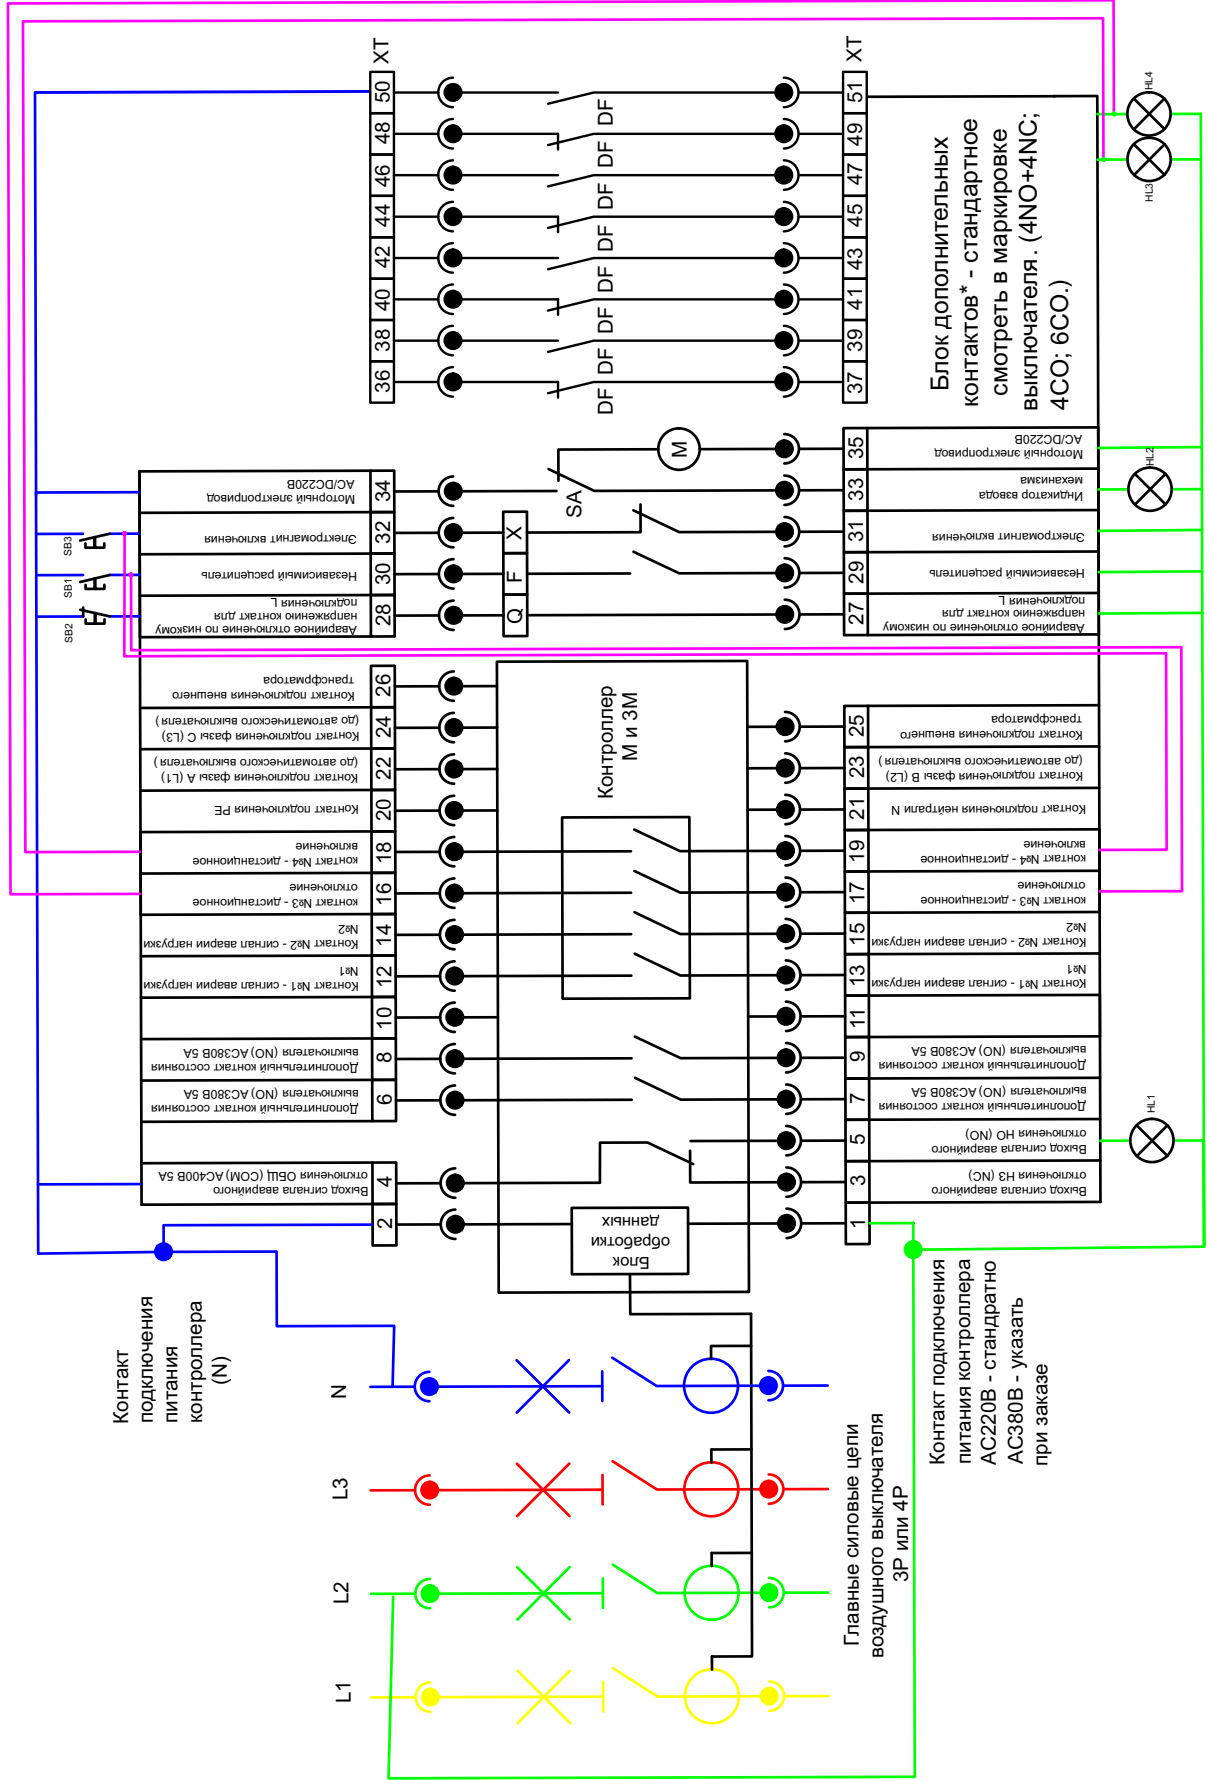 L1
L2
L3
N
Контакт
подключения
питания
контроллера
(N)
Главные силовые цепи
воздушного выключателя
3P или 4P
Контакт подключения
питания контроллера
AC220B - стандратно
AC380B - указать
при заказе
Блок
обработки
данных
Контроллер
М и 3М
2
4
6
8
10
12
14
16
18
20
22
24
26
28
30
32
34
36
38
40
42
44
46
48
50
XT
Выход сигнала аварийного
отключения ОБЩ (COM) AC400B 5A
Дополнительный контакт состояния
выключателя (NO) AC380B 5A
Дополнительный контакт состояния
выключателя (NO) AC380B 5A
Контакт №1 - сигнал аварии нагрузки
№1
Контакт №2 - сигнал аварии нагрузки
№2
контакт №3 - дистанционное
отключение
контакт №4 - дистанционное
включение
Контакт подключения PE
Контакт подключения фазы А (L1)
(до автоматического выключателя )
Контакт подключения фазы С (L3)
(до автоматического выключателя )
Контакт подключения внешнего
трансфрматора
Аварийное отключение по низкому
напряжению контакт для
подключения L
Независимый расцепитель
Электромагнит включения
Моторный электропривод
AC/DC220B
SB2
SB1
SB3
Q
F
X
SA
M
DF
DF
DF
DF
DF
DF
DF
DF
1
3
5
7
9
11
13
15
17
19
21
23
25
27
29
31
33
35
37
39
41
43
45
47
49
51
XT
Выход сигнала аварийного
отключения НЗ (NC)
Выход сигнала аварийного
отключения НО (NO)
Дополнительный контакт состояния
выключателя (NO) AC380B 5A
Дополнительный контакт состояния
выключателя (NO) AC380B 5A
Контакт №1 - сигнал аварии нагрузки
№1
Контакт №2 - сигнал аварии нагрузки
№2
контакт №3 - дистанционное
отключение
контакт №4 - дистанционное
включение
Контакт подключения нейтрали N
Контакт подключения фазы В (L2)
(до автоматического выключателя )
Контакт подключения внешнего
трансфрматора
Аварийное отключение по низкому
напряжению контакт для
подключения L
Независимый расцепитель
Электромагнит включения
Индикатор взвода
механизма
Моторный электропривод
AC/DC220B
Блок дополнительных
контактов* - стандартное
смотреть в маркировке
выключателя. (4NO+4NC;
4CO; 6CO.)
HL1
HL2
HL3
HL4